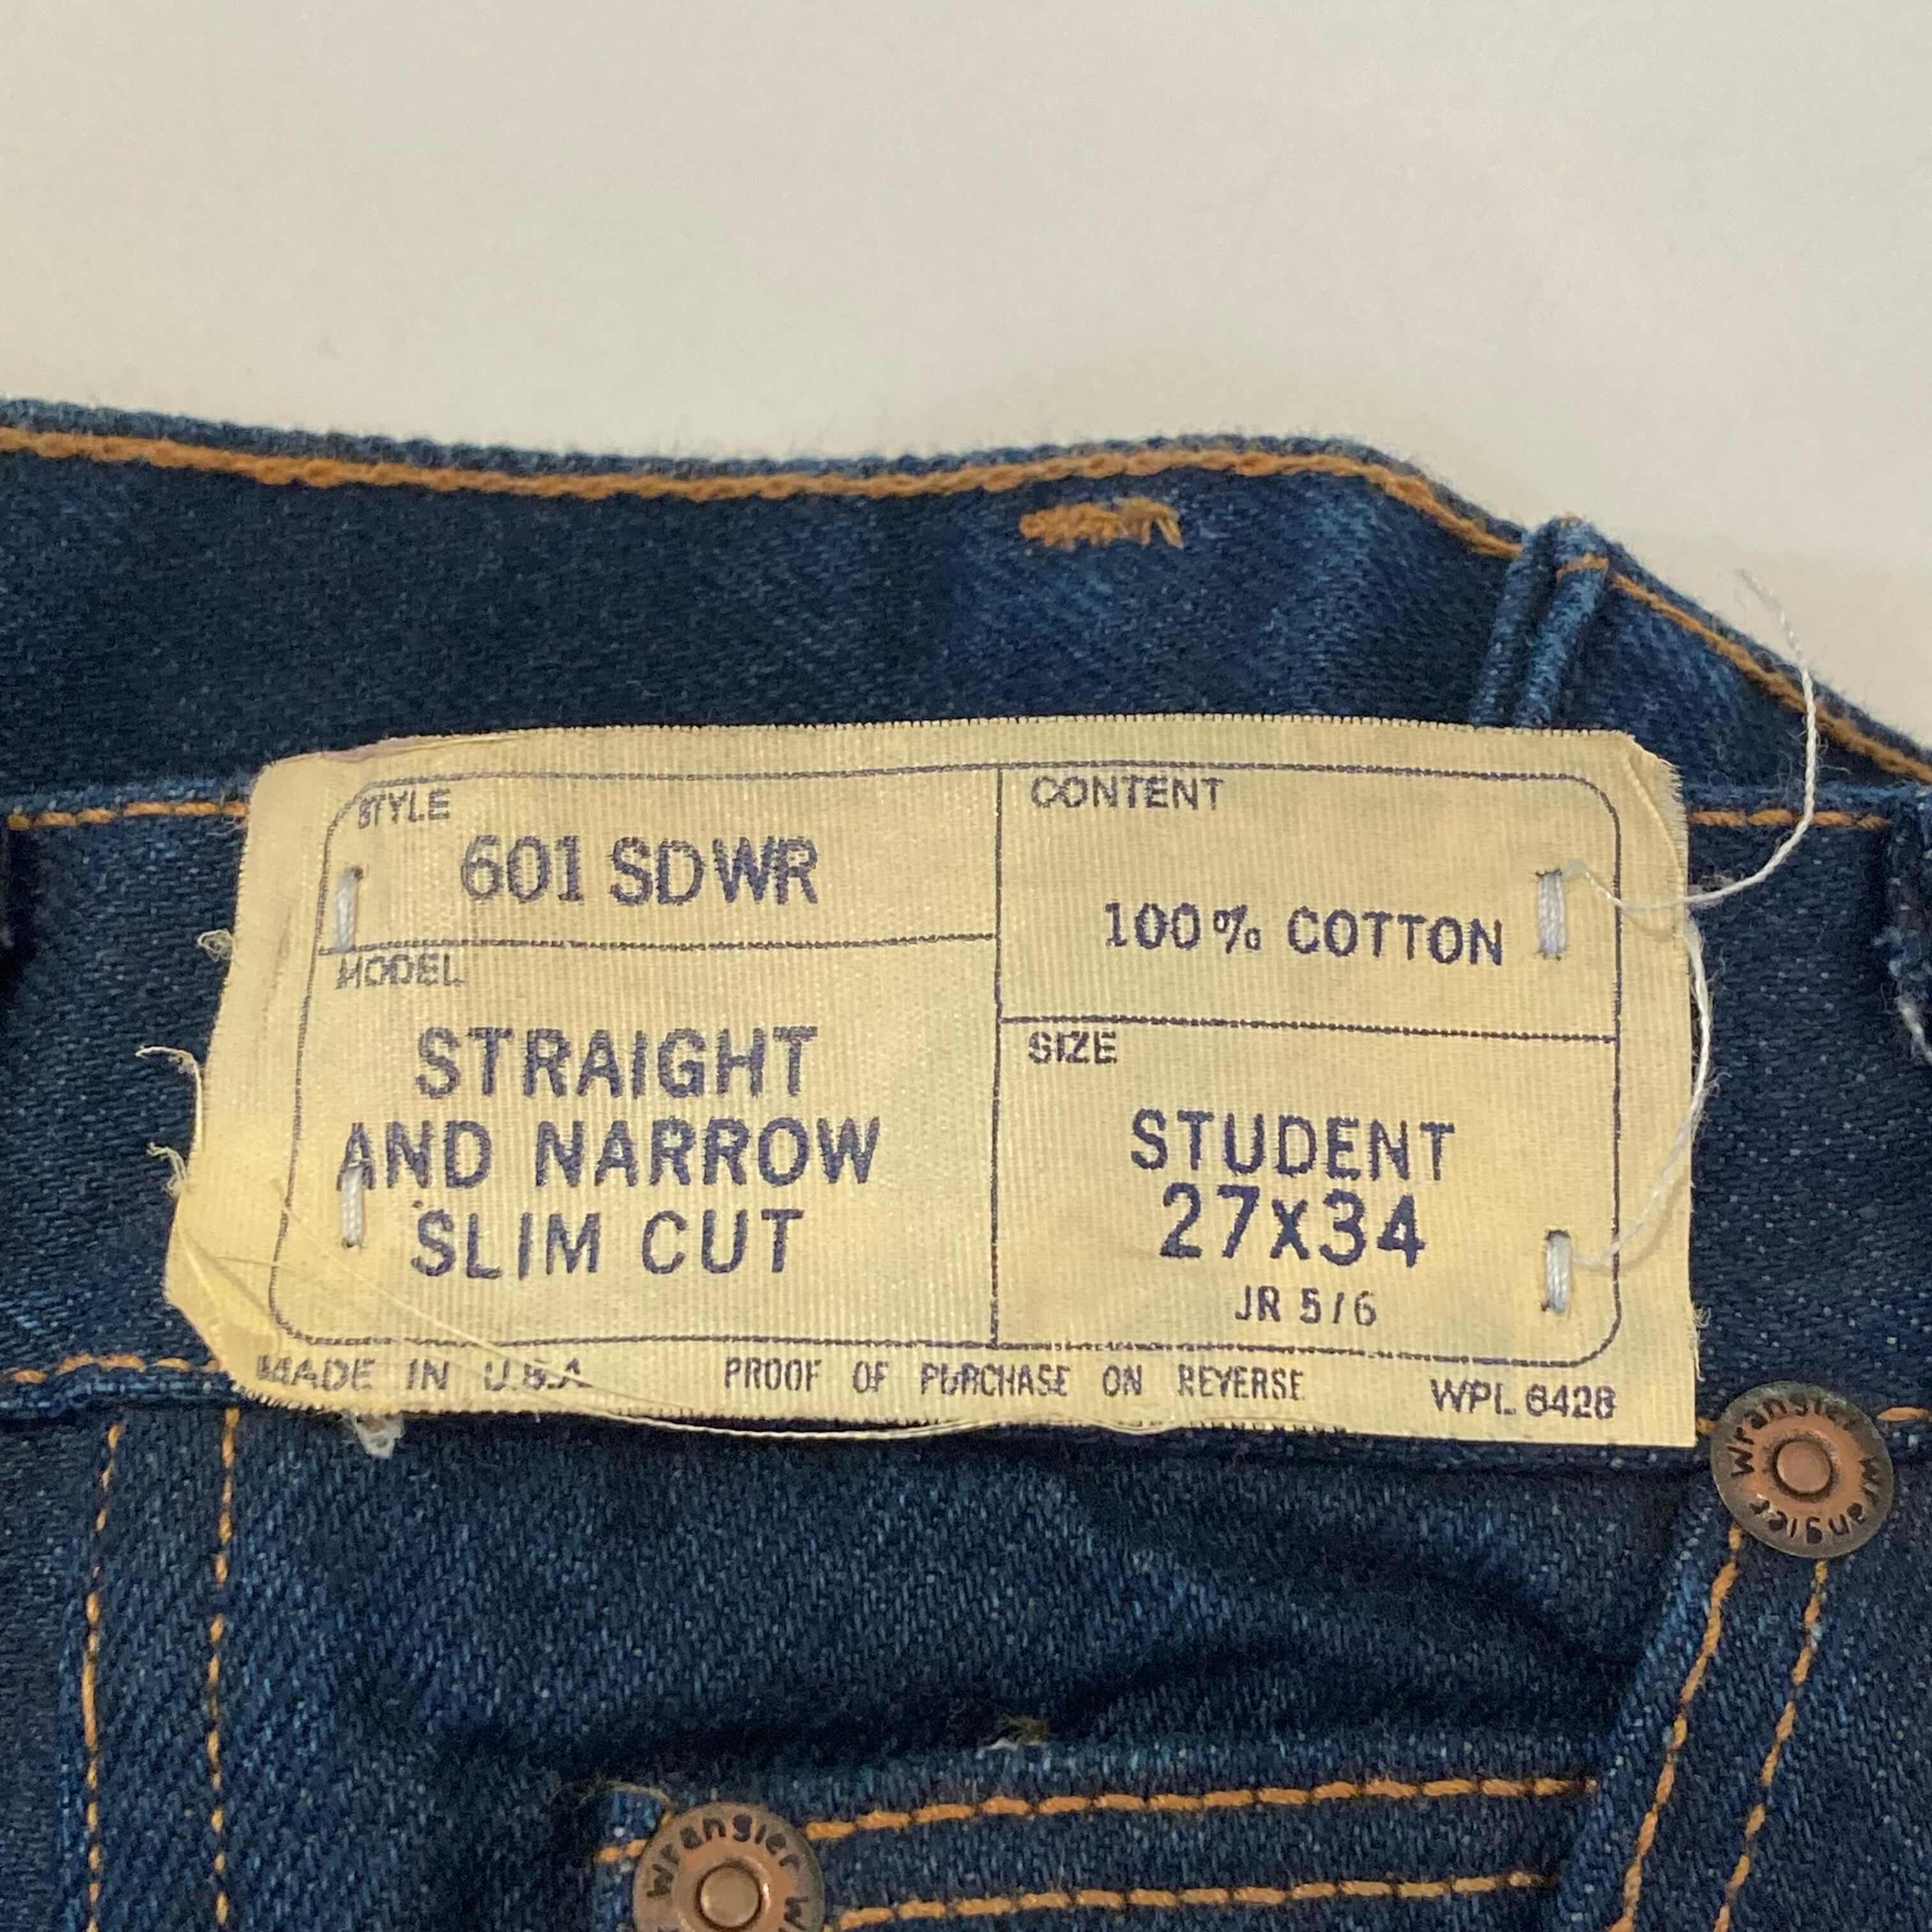 STYLE
601 SDWR
MODEL
STRAIGHT
AND NARROW
SLIM CUT
CONTENT
100% COTTON
SIZE
STUDENT
27x34
JR 5/6
MADE IN U.S.A
PROOF OF PURCHASE ON REVERSE
WPL 6428
Wrangler Wrangler
Wrangler